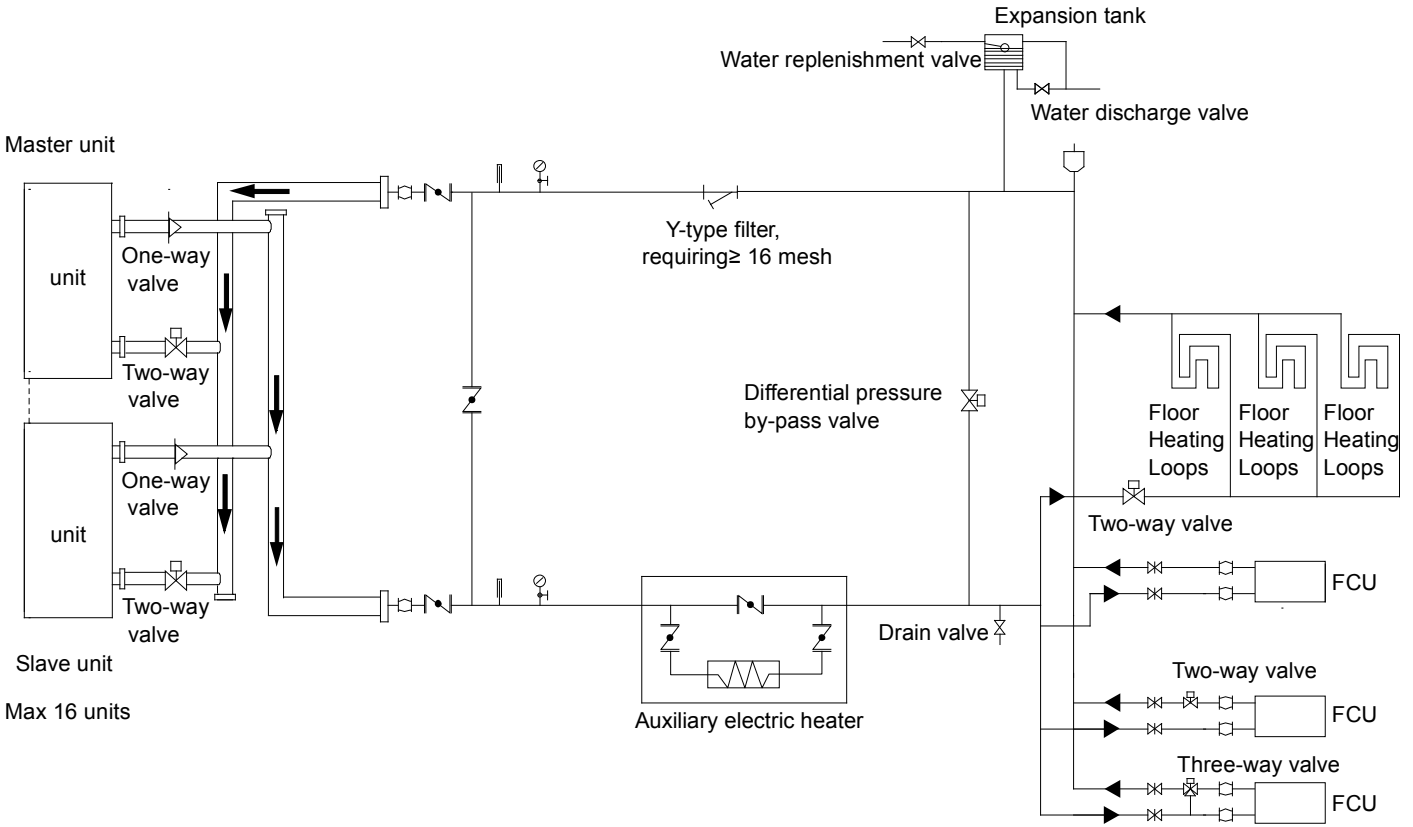 Expansion tank
Water replenishment valve
Water discharge valve
Master unit
Y-type filter,
requiring≥ 16 mesh
One-way
valve
unit
Two-way
valve
Differential pressure
by-pass valve
Floor
Heating
Loops
Floor
Heating
Loops
Floor
Heating
Loops
One-way
valve
unit
Two-way
valve
Two-way valve
FCU
Drain valve
Slave unit
Max 16 units
Auxiliary electric heater
Two-way valve
FCU
Three-way valve
FCU